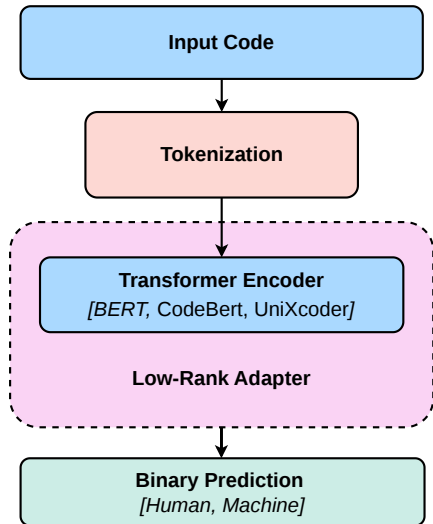 Input Code
Tokenization
Transformer Encoder
[BERT, CodeBert, UniXcoder]
Low-Rank Adapter
Binary Prediction
[Human, Machine]